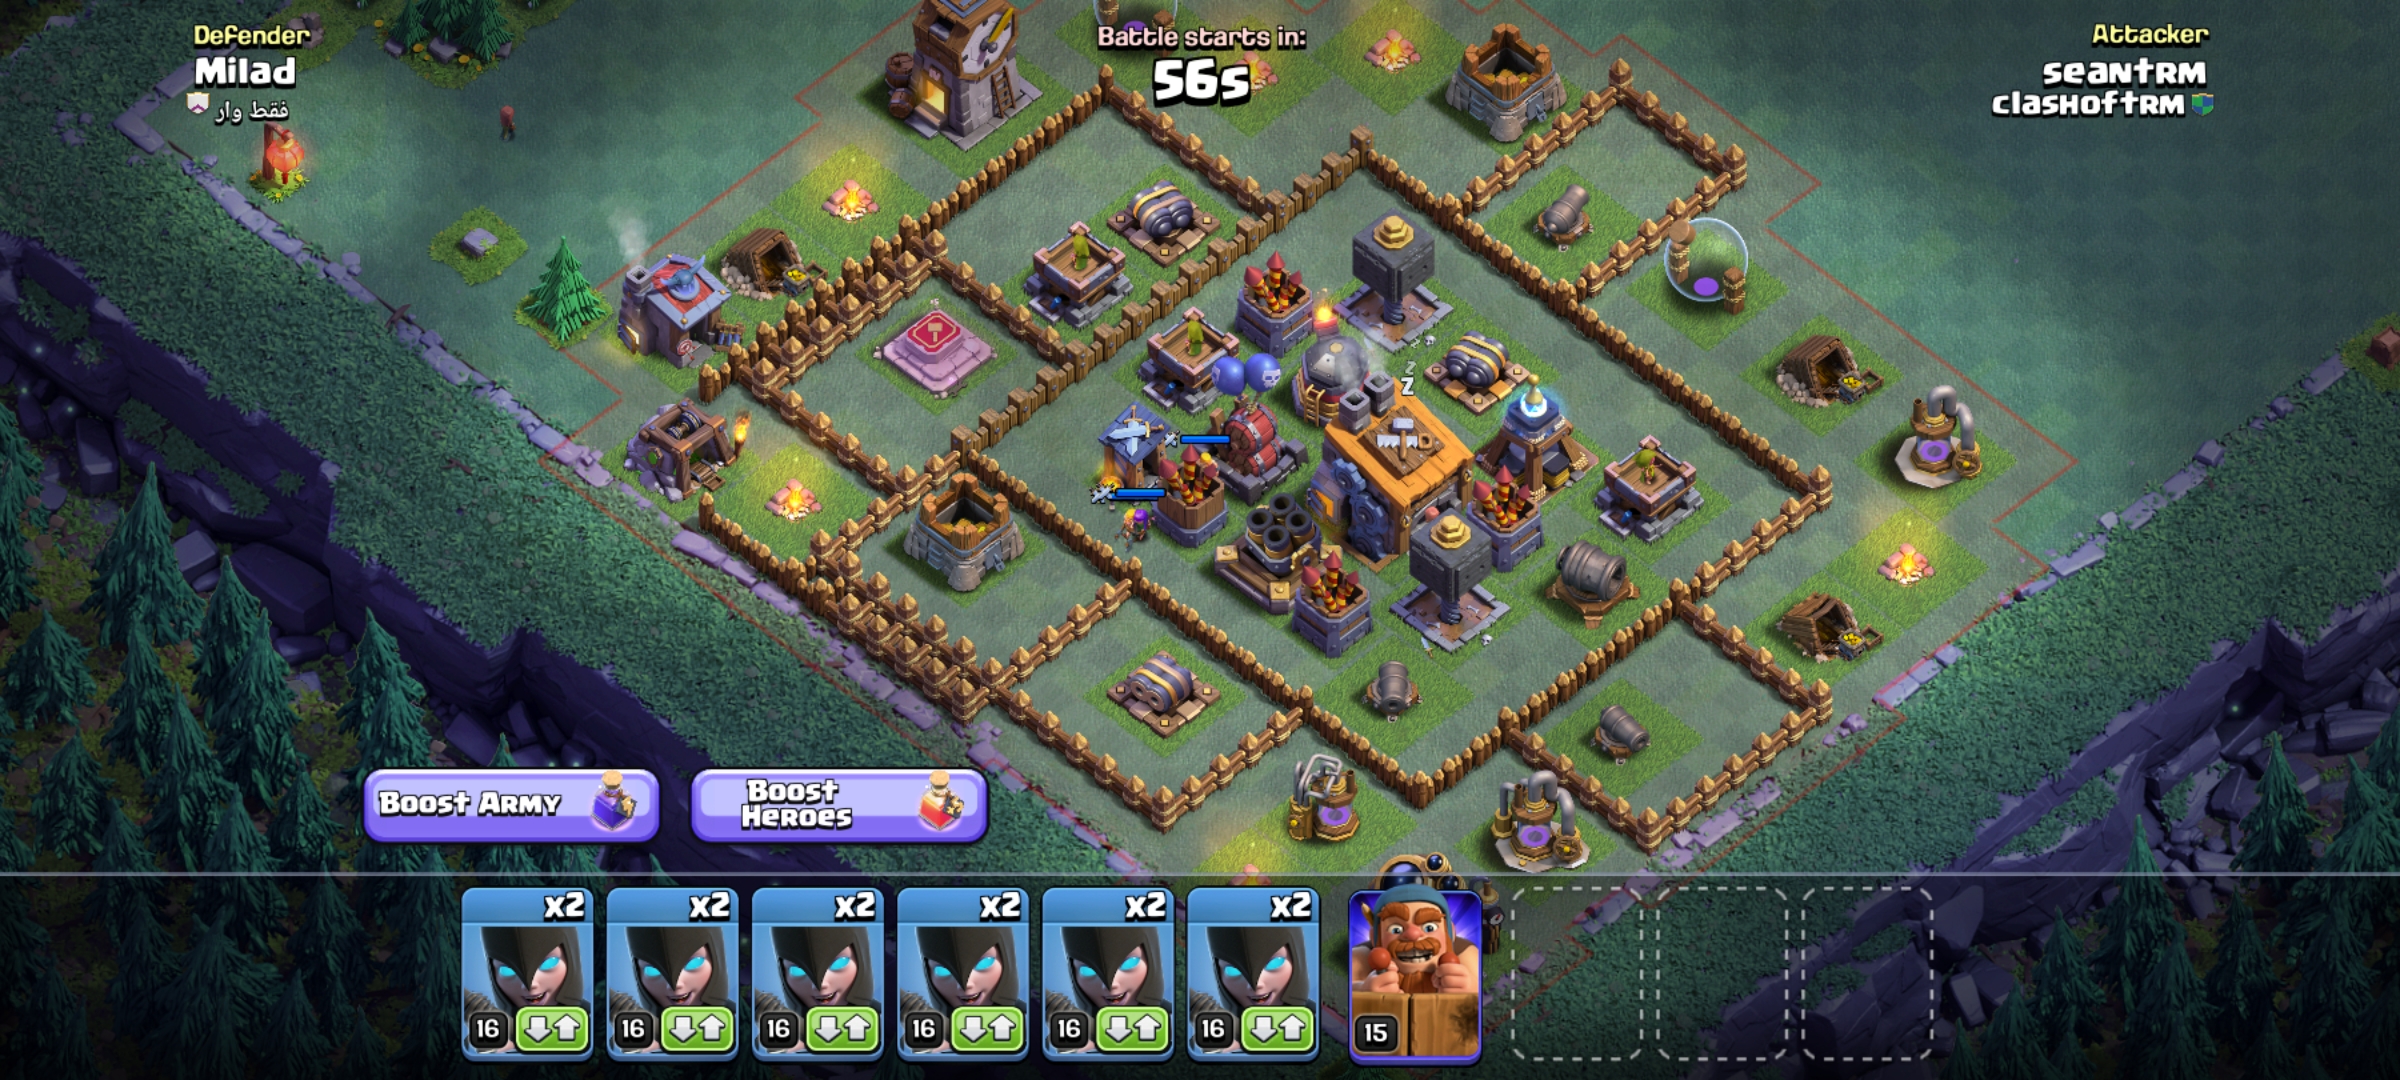 Defender
Milad
فقط وار
Battle starts in:
56s
Attacker
seantRM
clashoftRM
z
Z
Boost Army
Boost
Heroes
x2
x2
x2
x2
x2
x2
16
16
16
16
16
16
15